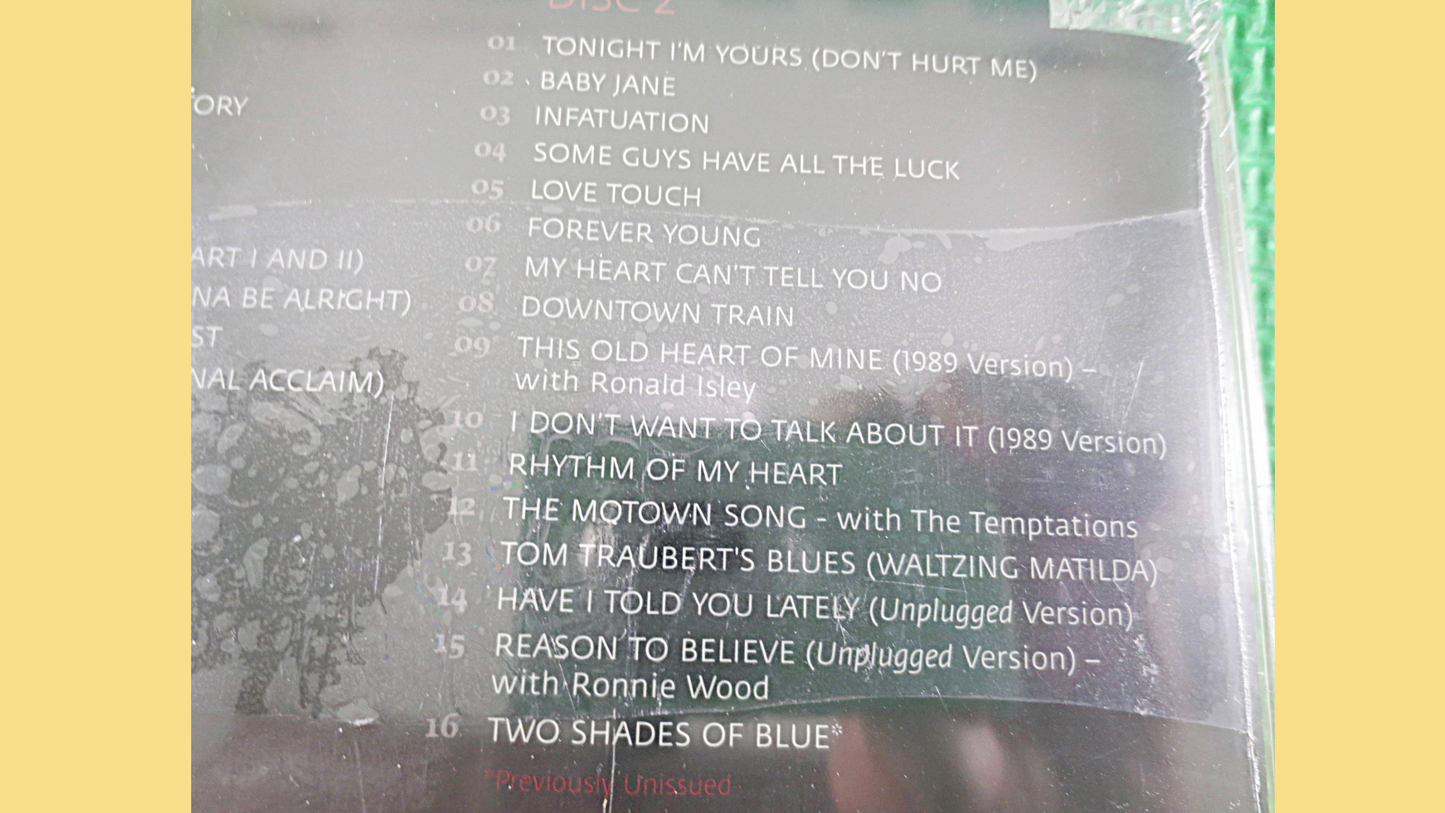 DISC 2
01 TONIGHT I'M YOURS (DON'T HURT ME)
02 BABY JANE
03 INFATUATION
04 SOME GUYS HAVE ALL THE LUCK
05 LOVE TOUCH
06 FOREVER YOUNG
07 MY HEART CAN'T TELL YOU NO
08 DOWNTOWN TRAIN
09 THIS OLD HEART OF MINE (1989 Version) –
with Ronald Isley
10 I DON'T WANT TO TALK ABOUT IT (1989 Version)
11 RHYTHM OF MY HEART
12 THE MOTOWN SONG - with The Temptations
13 TOM TRAUBERT'S BLUES (WALTZING MATILDA)
14 HAVE I TOLD YOU LATELY (Unplugged Version)
15 REASON TO BELIEVE (Unplugged Version) –
with Ronnie Wood
16 TWO SHADES OF BLUE*
*Previously Unissued
TORY
ART I AND II)
NA BE ALRIGHT)
ST
NAL ACCLAIM)